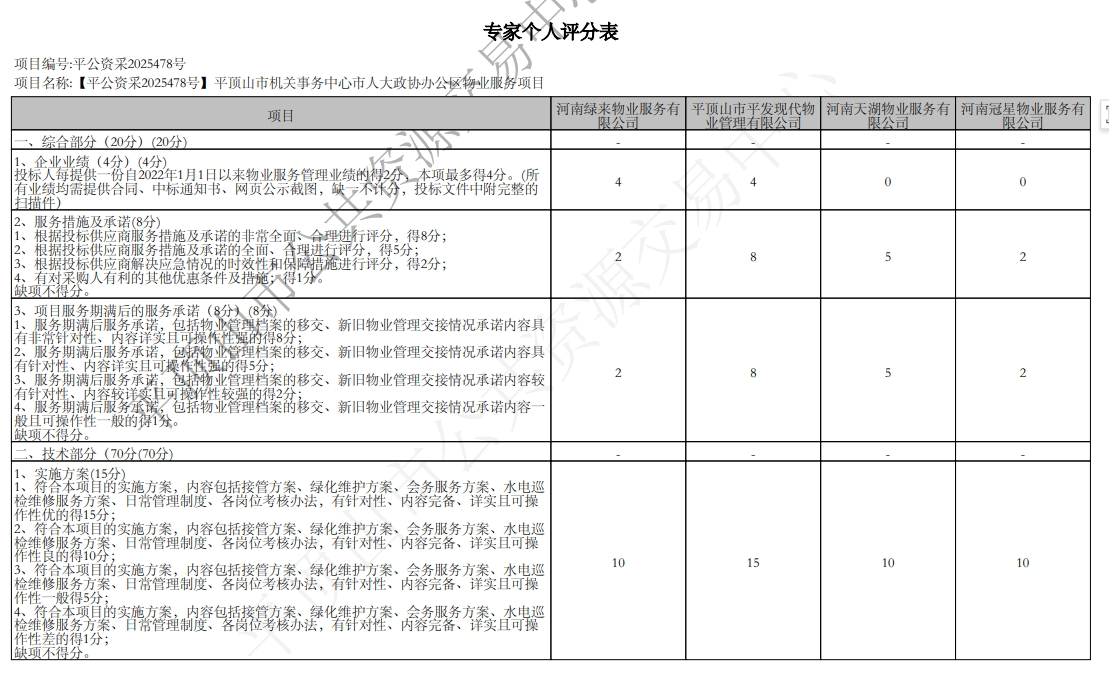 专家个人评分表
项目编号:平公资采2025478号
项目名称:【平公资采2025478号】平顶山市机关事务中心市人大政协办公区物业服务项目
项目
河南绿来物业服务有限公司
平顶山市平发现代物业管理有限公司
河南天湖物业服务有限公司
河南冠星物业服务有限公司
一、综合部分（20分）(20分)
- - - -
1、企业业绩（4分）(4分)
投标人每提供一份自2022年1月1日以来物业服务管理业绩的得2分，本项最多得4分。(所
有业绩均需提供合同、中标通知书、网页公示截图，缺一不计分，投标文件中附完整的
扫描件）
4 4 0 0
2、服务措施及承诺(8分)
1、根据投标供应商服务措施及承诺的非常全面、合理进行评分，得8分；
2、根据投标供应商服务措施及承诺的全面、合理进行评分，得5分；
3、根据投标供应商解决应急情况的时效性和保障措施进行评分，得2分；
4、有对采购人有利的其他优惠条件及措施；得1分。
缺项不得分。
2 8 5 2
3、项目服务期满后的服务承诺（8分）(8分)
1、服务期满后服务承诺，包括物业管理档案的移交、新旧物业管理交接情况承诺内容具
有非常针对性、内容详实且可操作性强的得8分；
2、服务期满后服务承诺，包括物业管理档案的移交、新旧物业管理交接情况承诺内容具
有针对性、内容详实且可操作性强的得5分；
3、服务期满后服务承诺，包括物业管理档案的移交、新旧物业管理交接情况承诺内容较
有针对性、内容较详实且可操作性较强的得2分；
4、服务期满后服务承诺，包括物业管理档案的移交、新旧物业管理交接情况承诺内容一
般且可操作性一般的得1分。
缺项不得分。
2 8 5 2
二、技术部分（70分(70分)
- - - -
1、实施方案(15分)
1、符合本项目的实施方案，内容包括接管方案、绿化维护方案、会务服务方案、水电巡
检维修服务方案、日常管理制度、各岗位考核办法，有针对性、内容完备、详实且可操
作性优的得15分；
2、符合本项目的实施方案，内容包括接管方案、绿化维护方案、会务服务方案、水电巡
检维修服务方案、日常管理制度、各岗位考核办法，有针对性、内容完备、详实且可操
作性良的得10分；
3、符合本项目的实施方案，内容包括接管方案、绿化维护方案、会务服务方案、水电巡
检维修服务方案、日常管理制度、各岗位考核办法，有针对性、内容完备、详实且可操
作性一般得5分；
4、符合本项目的实施方案，内容包括接管方案、绿化维护方案、会务服务方案、水电巡
检维修服务方案、日常管理制度、各岗位考核办法，有针对性、内容完备、详实且可操
作性差的得1分；
缺项不得分。
10 15 10 10
平顶山市公共资源交易中心
平顶山市公共资源交易中心